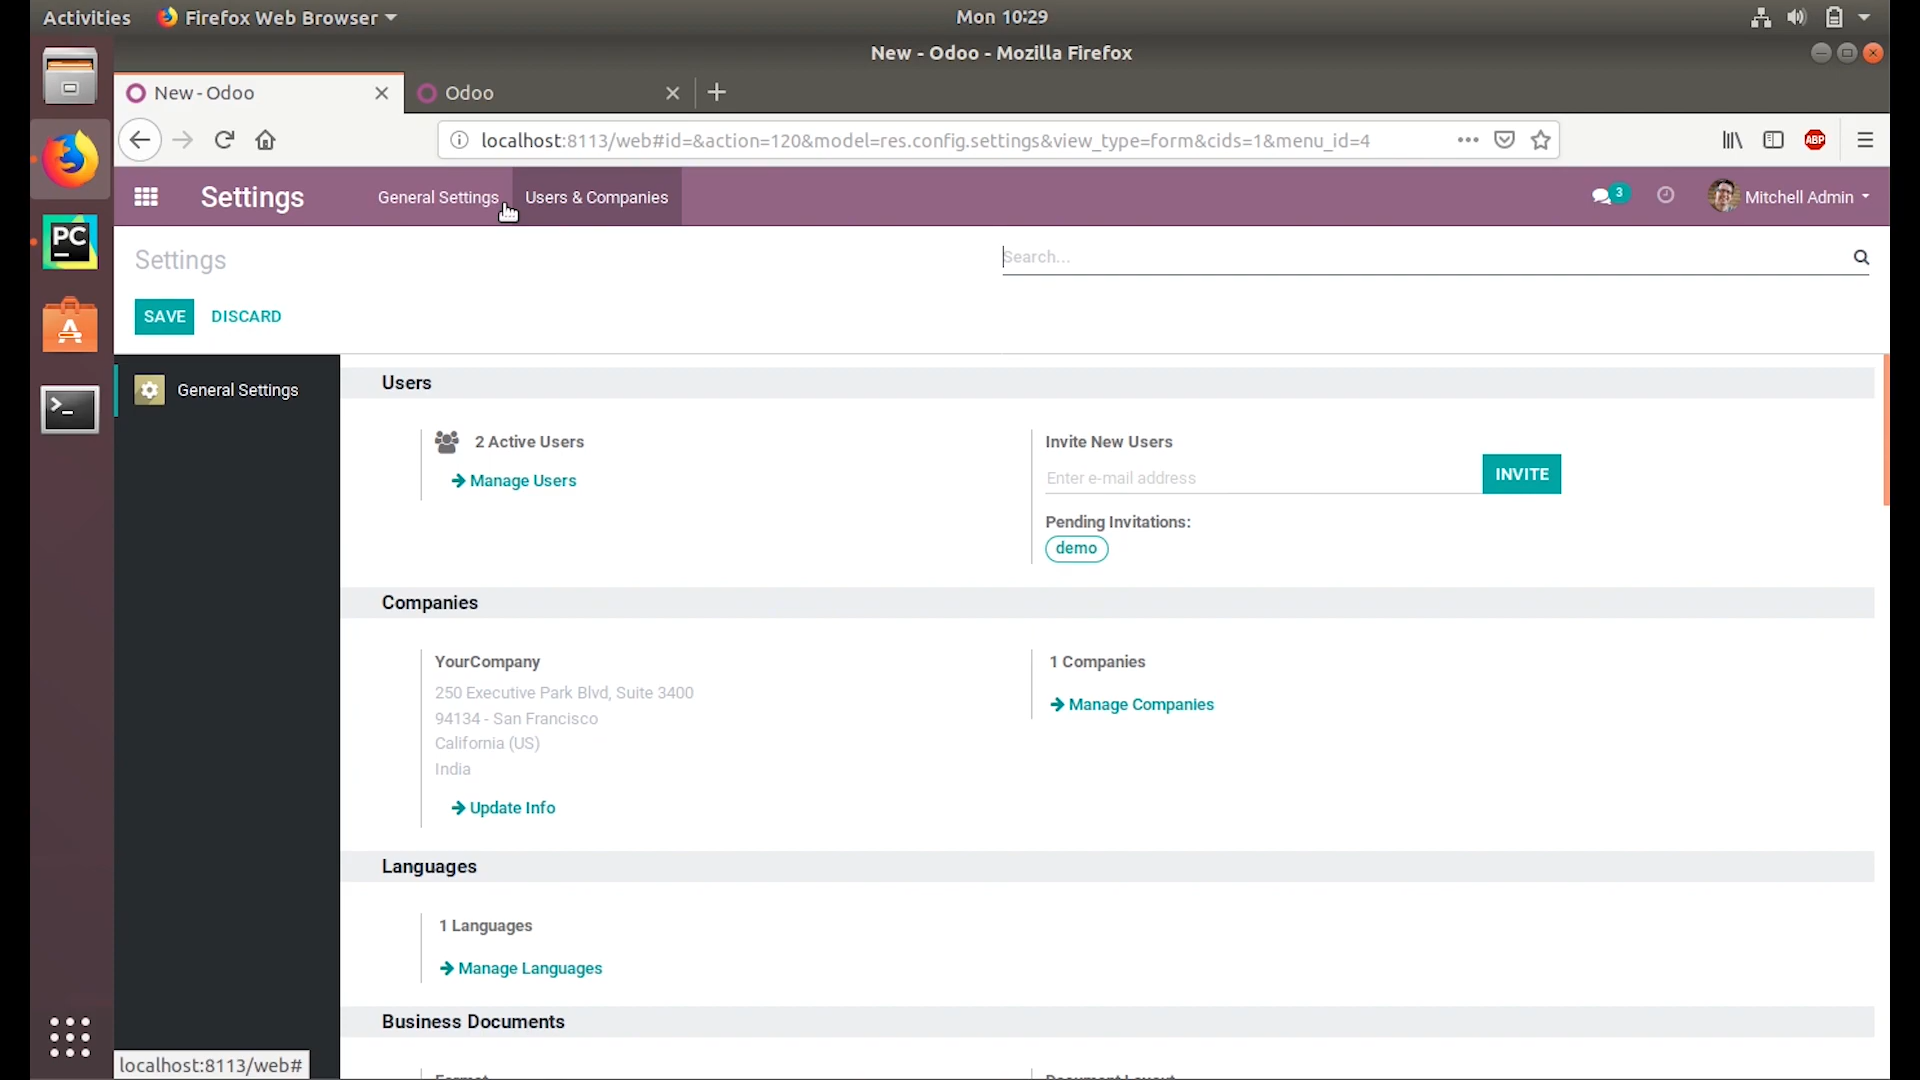 Activities Firefox Web Browser Mon 10:29
New - Odoo - Mozilla Firefox
New - Odoo Odoo
localhost:8113/web#id=&action=120&model=res.config.settings&view_type=form&cids=1&menu_id=4 ABP
Settings General Settings Users & Companies 3 Mitchell Admin
PC
Settings Search...
SAVE DISCARD
General Settings
Users
2 Active Users Invite New Users
Manage Users Enter e-mail address INVITE
Pending Invitations:
demo
Companies
YourCompany 1 Companies
250 Executive Park Blvd, Suite 3400
Manage Companies
94134 - San Francisco
California (US)
India
Update Info
Languages
1 Languages
Manage Languages
Business Documents
localhost:8113/web#